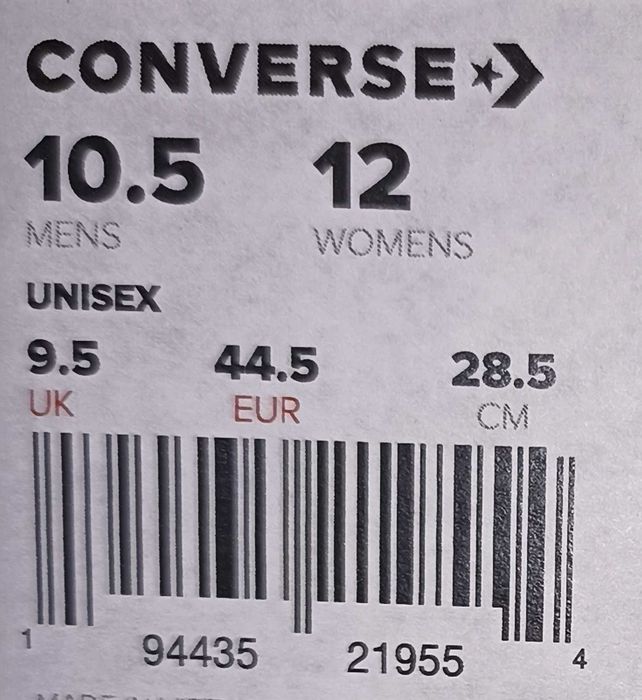 CONVERSE
10.5 12
MENS WOMENS
UNISEX
9.5 44.5 28.5
UK EUR CM
1 94435 21955 4